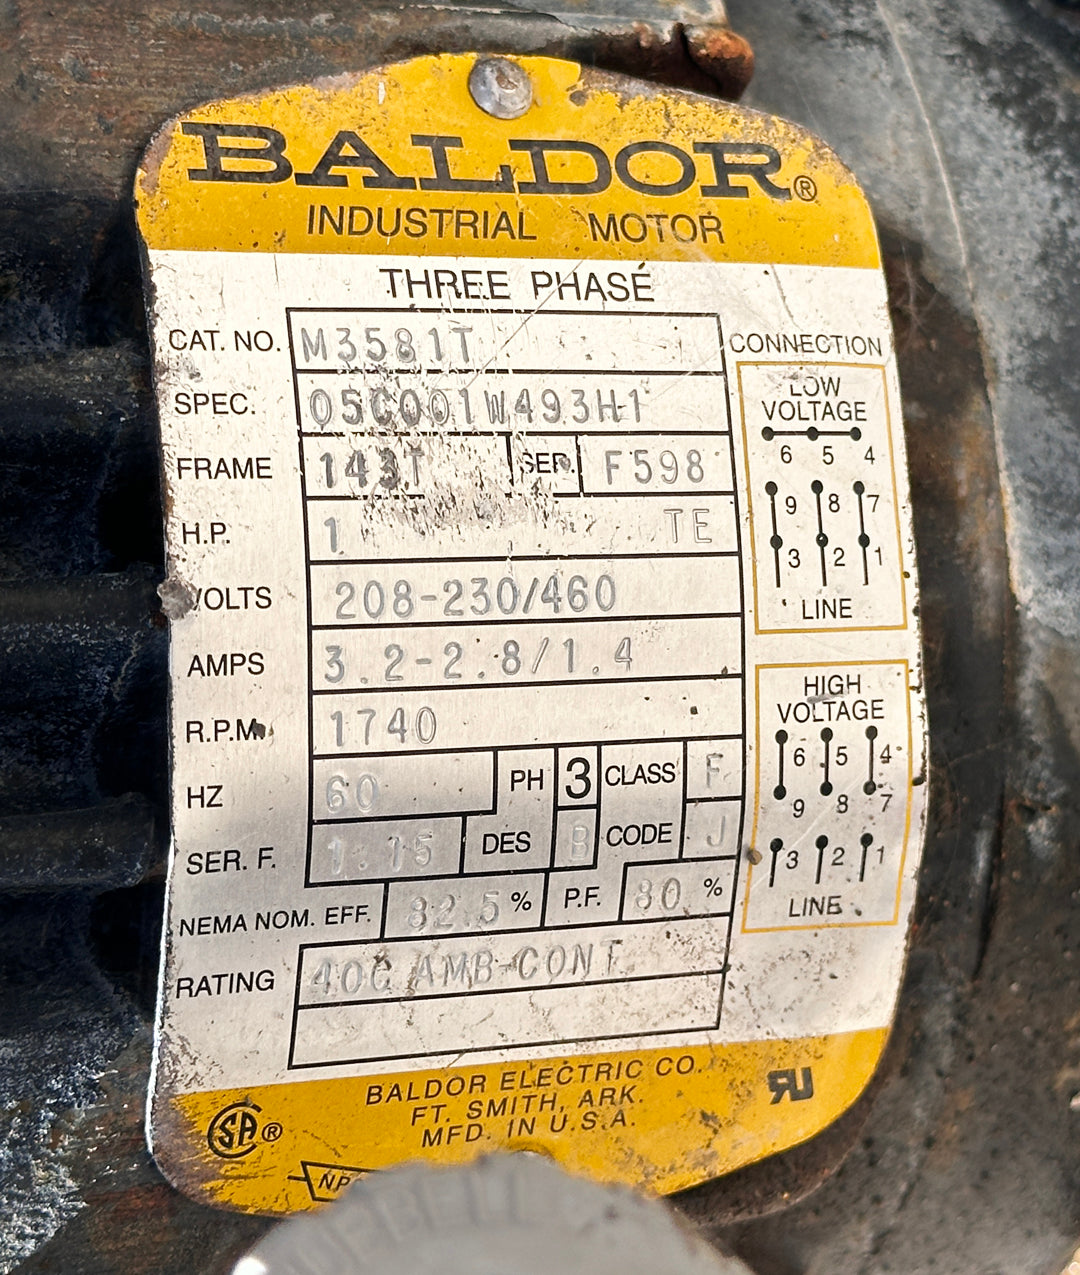 BALDOR®
INDUSTRIAL MOTOR
THREE PHASE
CAT. NO. M3581T
SPEC. 05C001W493H1
FRAME 143T SER. F598
H.P. 1 TE
VOLTS 208-230/460
AMPS 3.2-2.8/1.4
R.P.M. 1740
HZ 60 PH 3 CLASS F
SER. F. 1.15 DES B CODE J
NEMA NOM. EFF. 82.5 % P.F. 80 %
RATING 40C AMB-CONT
CONNECTION
LOW
VOLTAGE
6 5 4
9 8 7
3 2 1
LINE
HIGH
VOLTAGE
6 5 4
9 8 7
3 2 1
LINE
BALDOR ELECTRIC CO.
FT. SMITH, ARK.
MFD. IN U.S.A.
SA®